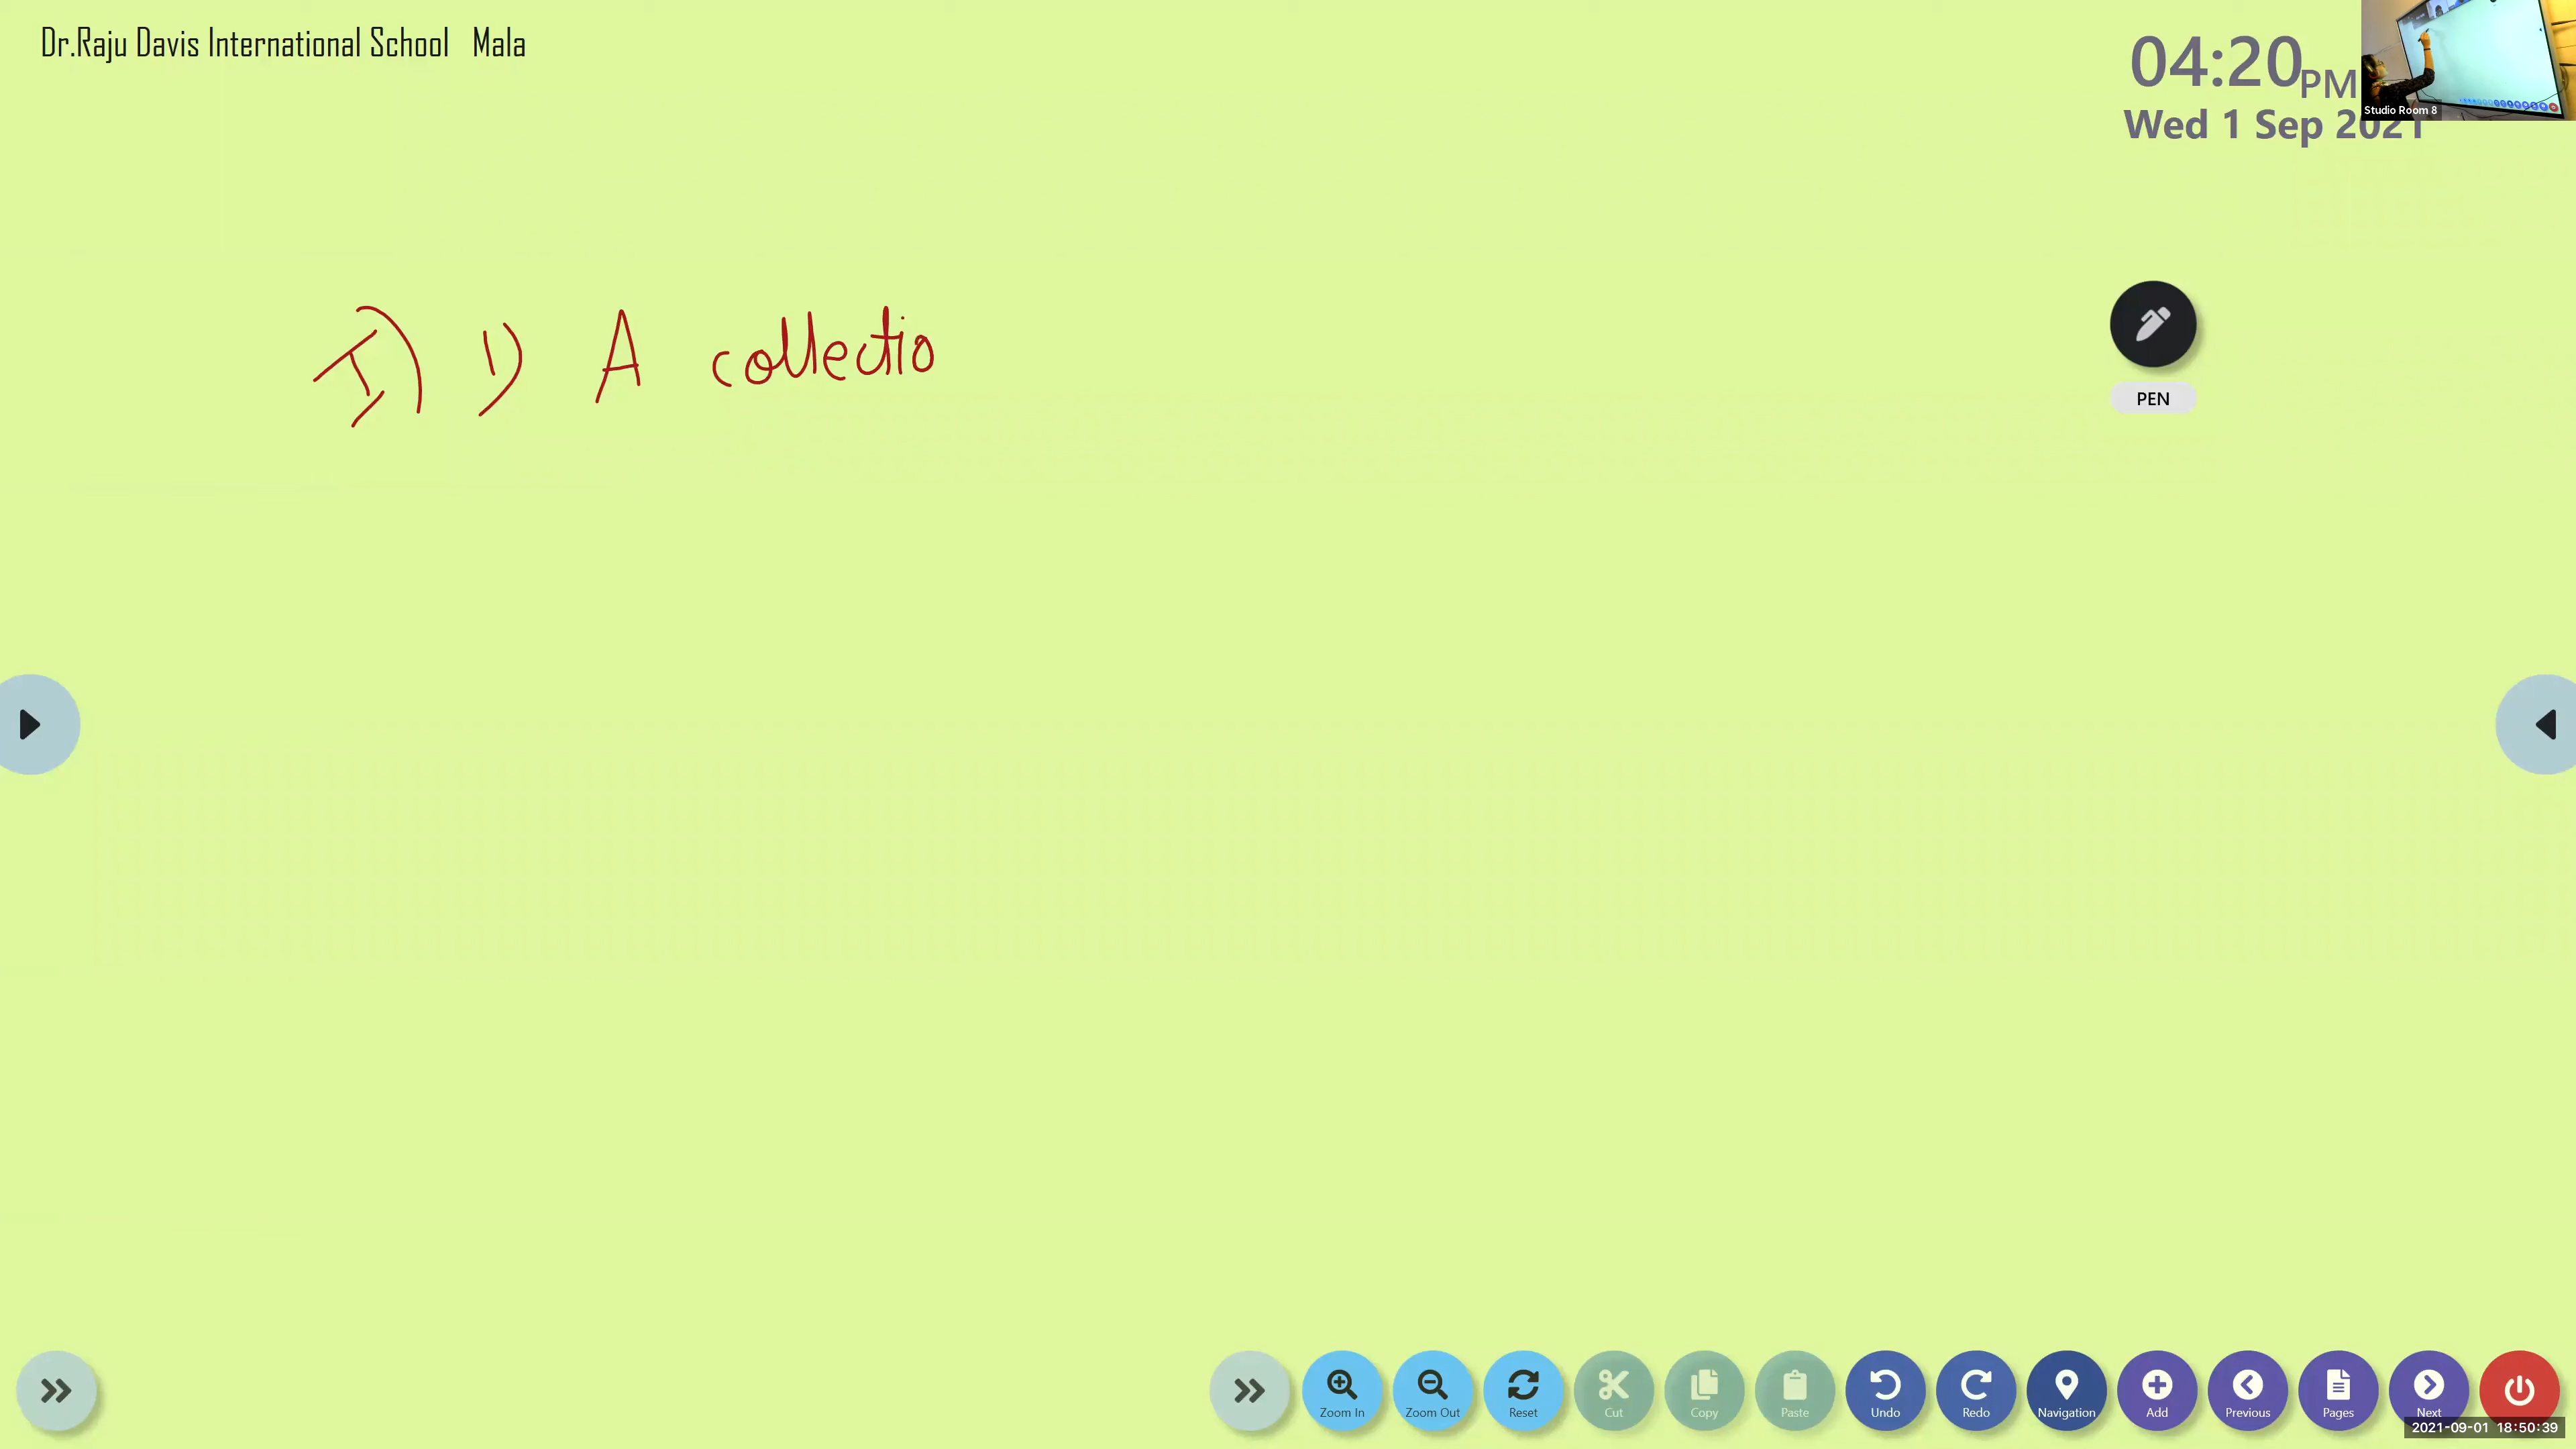 Dr.Raju Davis International School Mala
04:20PM
Studio Room 8
Wed 1 Sep 2021
I) 1) A collectio
PEN
Zoom In Zoom Out Reset Cut Copy Paste Undo Redo Navigation Add Previous Pages Next
2021-09-01 18:50:39